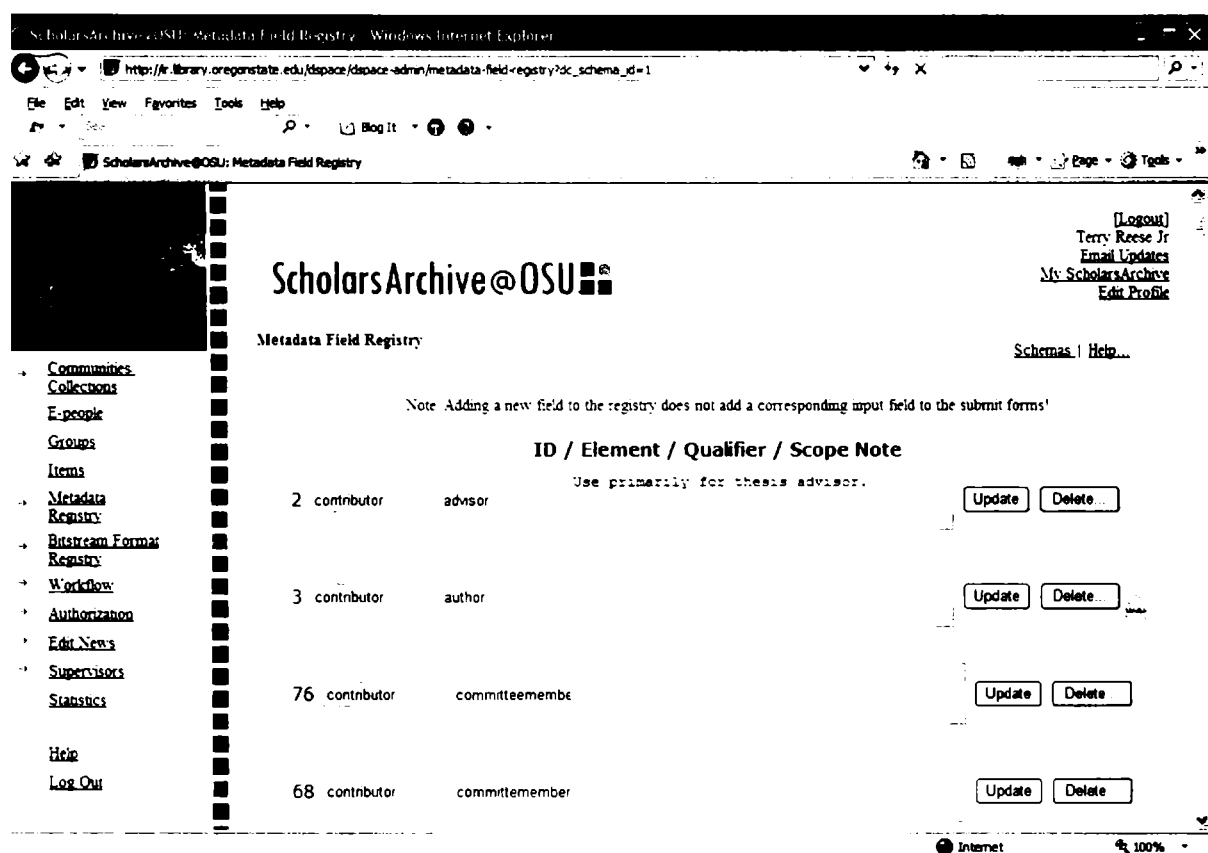 ScholarsArchive@OSU: Metadata Field Registry - Windows Internet Explorer
http://ir.library.oregonstate.edu/dspace/dspace-admin/metadata-field-registry?dc_schema_id=1
File Edit View Favorites Tools Help
Blog It
ScholarsArchive@OSU: Metadata Field Registry
Page Tools
[Logout]
Terry Reese Jr
Email Updates
My ScholarsArchive
Edit Profile
ScholarsArchive@OSU
Metadata Field Registry
Schemas | Help...
Communities
Collections
E-people
Groups
Items
Metadata
Registry
Bitstream Format
Registry
Workflow
Authorization
Edit News
Supervisors
Statistics
Help
Log Out
Note: Adding a new field to the registry does not add a corresponding input field to the submit forms!
ID / Element / Qualifier / Scope Note
Use primarily for thesis advisor.
2 contributor advisor Update Delete...
3 contributor author Update Delete...
76 contributor committeemembe Update Delete
68 contributor committemember Update Delete
Internet 100%